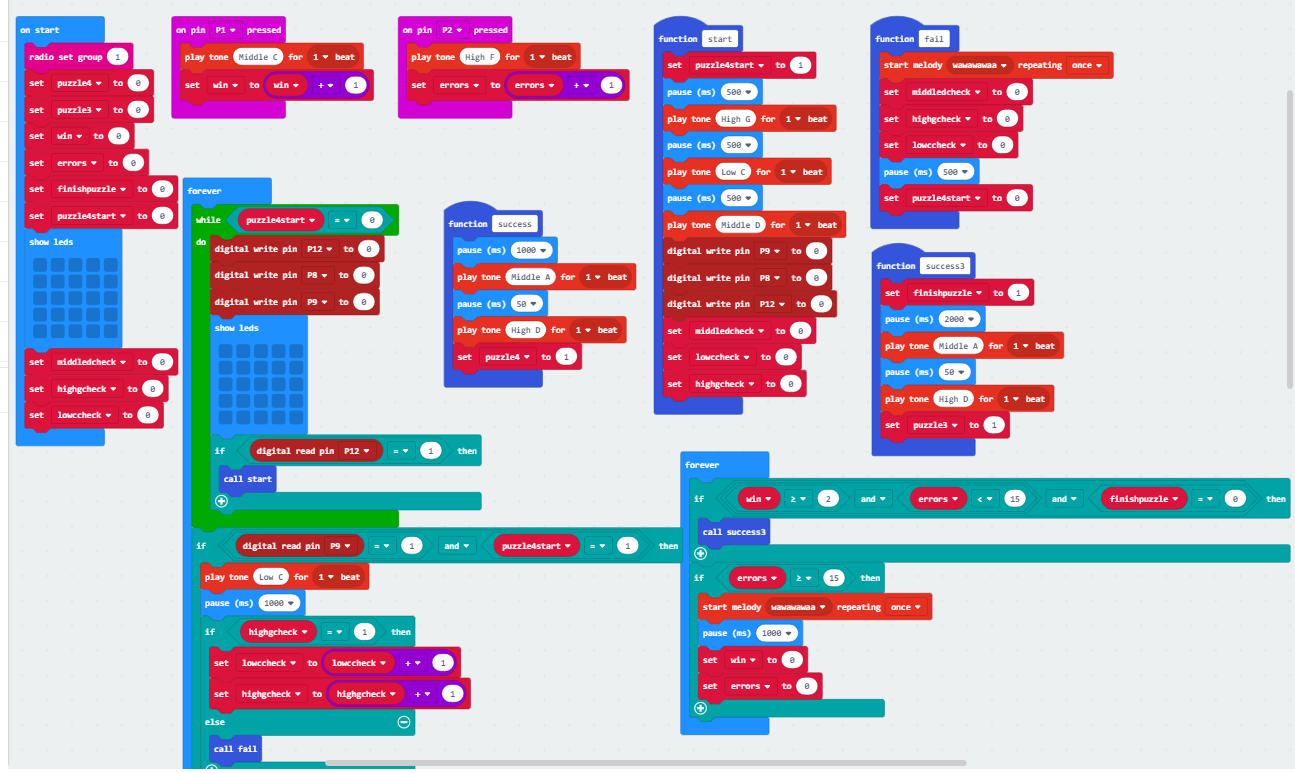 on start
radio set group 1
set puzzle4 to 0
set puzzle3 to 0
set win to 0
set errors to 0
set finishpuzzle to 0
set puzzle4start to 0
show leds
set middledcheck to 0
set highgcheck to 0
set lowccheck to 0
on pin P1 pressed
play tone Middle C for 1 beat
set win to win + 1
on pin P2 pressed
play tone High F for 1 beat
set errors to errors + 1
forever
while puzzle4start = 0
do
digital write pin P12 to 0
digital write pin P8 to 0
digital write pin P9 to 0
show leds
if digital read pin P12 = 1 then
call start
if digital read pin P9 = 1 and puzzle4start = 1 then
play tone Low C for 1 beat
pause (ms) 1000
if highgcheck = 1 then
set lowccheck to lowccheck + 1
set highgcheck to highgcheck + 1
else
call fail
function success
pause (ms) 1000
play tone Middle A for 1 beat
pause (ms) 50
play tone High D for 1 beat
set puzzle4 to 1
function start
set puzzle4start to 1
pause (ms) 500
play tone High G for 1 beat
pause (ms) 500
play tone Low C for 1 beat
pause (ms) 500
play tone Middle D for 1 beat
digital write pin P9 to 0
digital write pin P8 to 0
digital write pin P12 to 0
set middledcheck to 0
set lowccheck to 0
set highgcheck to 0
function fail
start melody wawawawaa repeating once
set middledcheck to 0
set highgcheck to 0
set lowccheck to 0
pause (ms) 500
set puzzle4start to 0
function success3
set finishpuzzle to 1
pause (ms) 2000
play tone Middle A for 1 beat
pause (ms) 50
play tone High D for 1 beat
set puzzle3 to 1
forever
if win ≥ 2 and errors < 15 and finishpuzzle = 0 then
call success3
if errors ≥ 15 then
start melody wawawawaa repeating once
pause (ms) 1000
set win to 0
set errors to 0